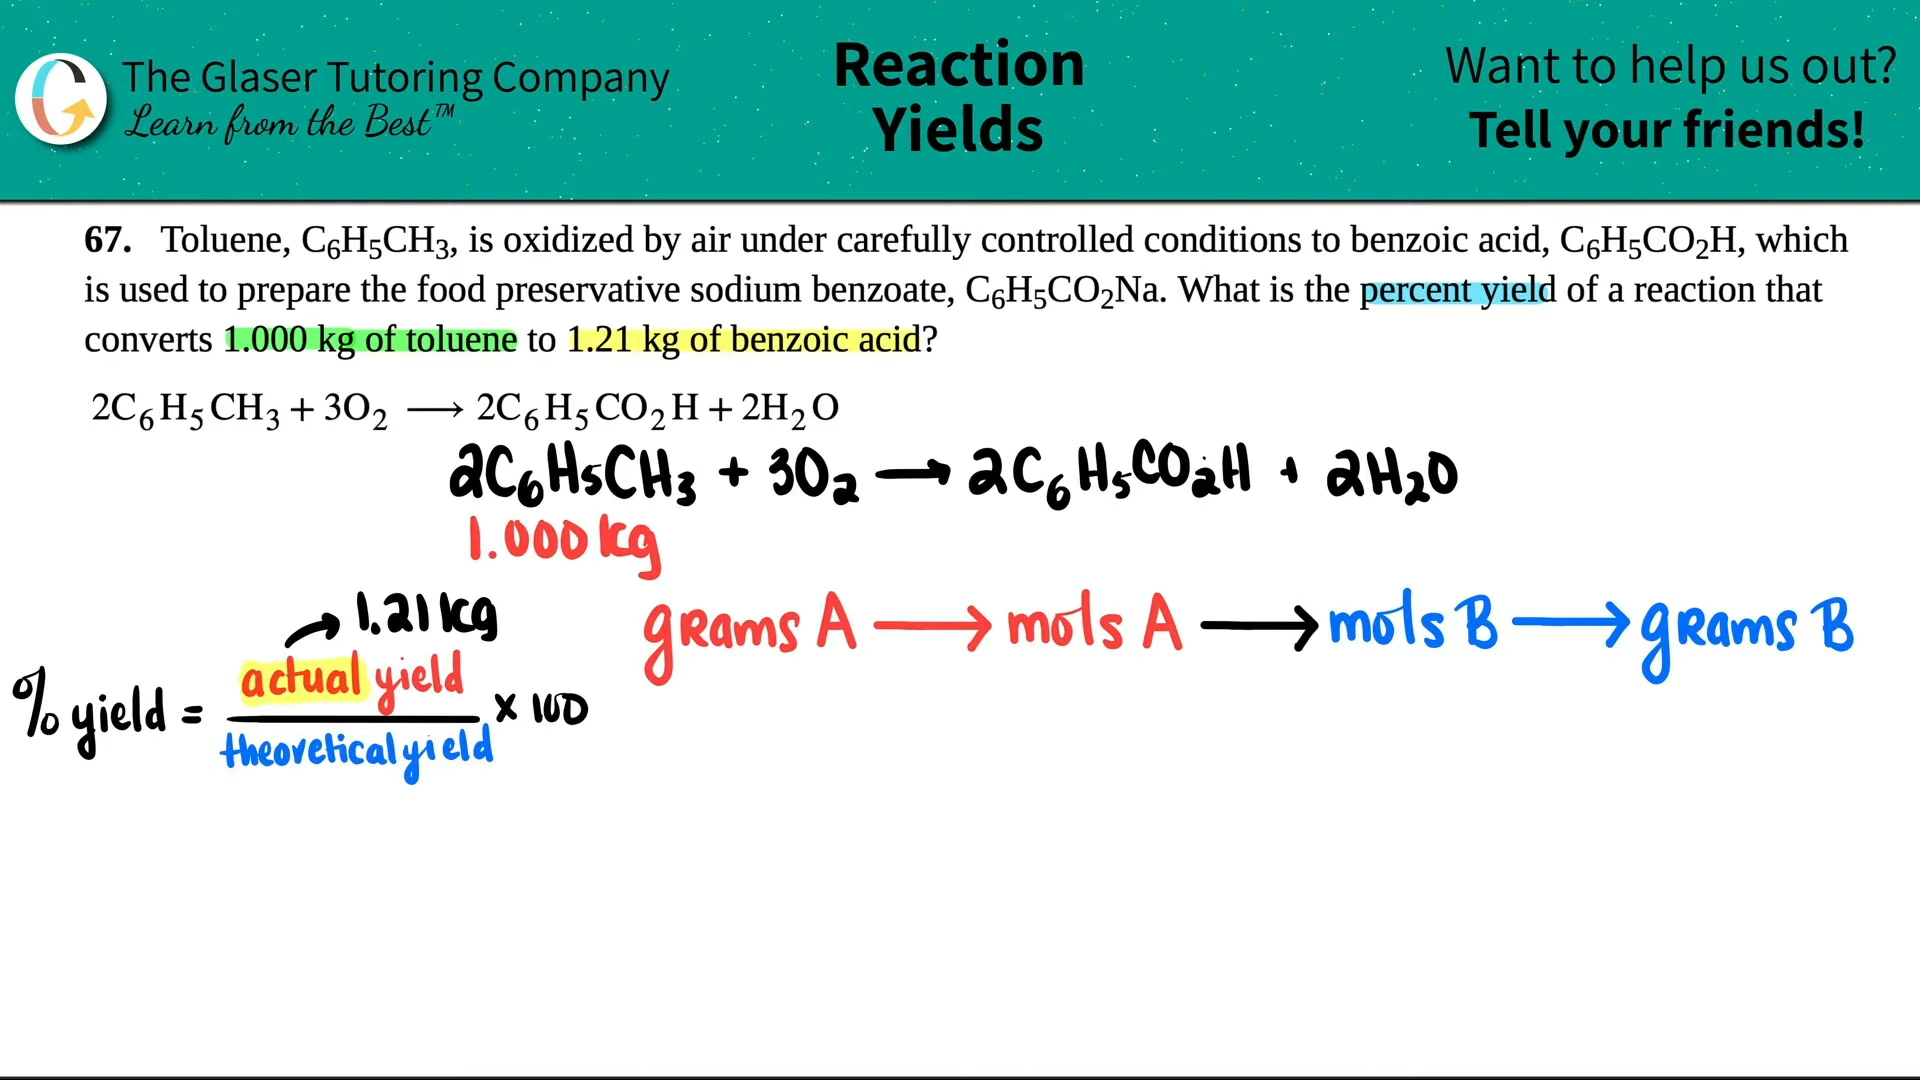 The Glaser Tutoring Company
Learn from the Best™
Reaction
Yields
Want to help us out?
Tell your friends!
67. Toluene, C₆H₅CH₃, is oxidized by air under carefully controlled conditions to benzoic acid, C₆H₅CO₂H, which
is used to prepare the food preservative sodium benzoate, C₆H₅CO₂Na. What is the percent yield of a reaction that
converts 1.000 kg of toluene to 1.21 kg of benzoic acid?
2C₆H₅CH₃ + 3O₂ ⟶ 2C₆H₅CO₂H + 2H₂O
2C₆H₅CH₃ + 3O₂ → 2C₆H₅CO₂H + 2H₂O
1.000 kg
→ 1.21 kg
grams A → mols A → mols B → grams B
actual yield
% yield = × 100
theoretical yield